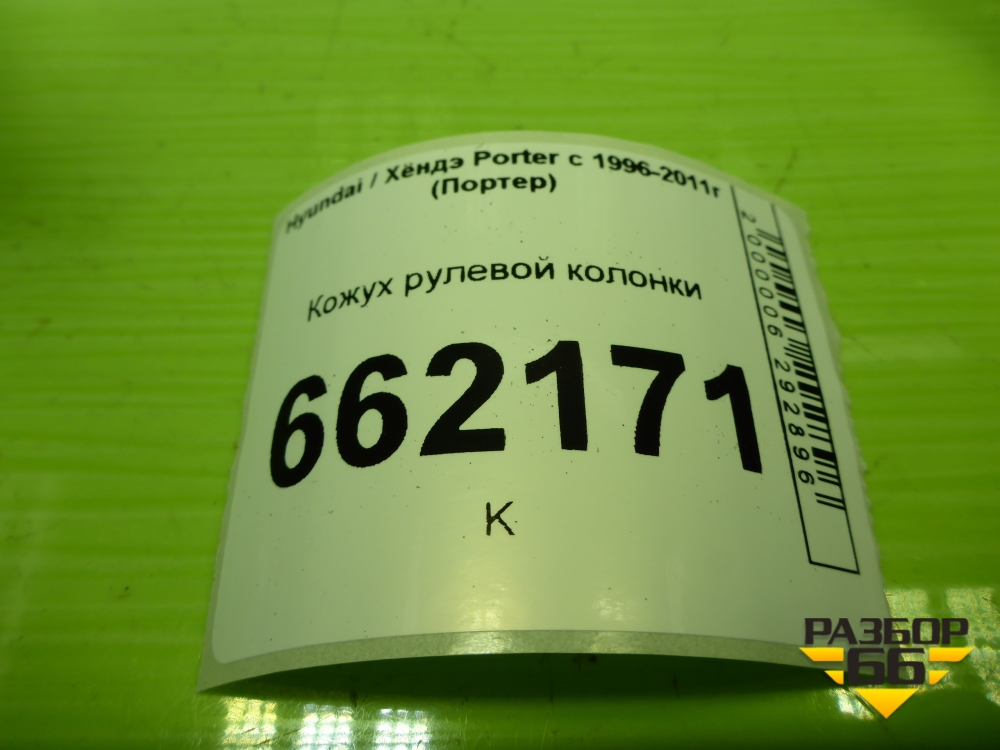 Hyundai / Хёндэ Porter с 1996-2011г
(Портер)
Кожух рулевой колонки
662171
К
2000006292896
РАЗБОР
66